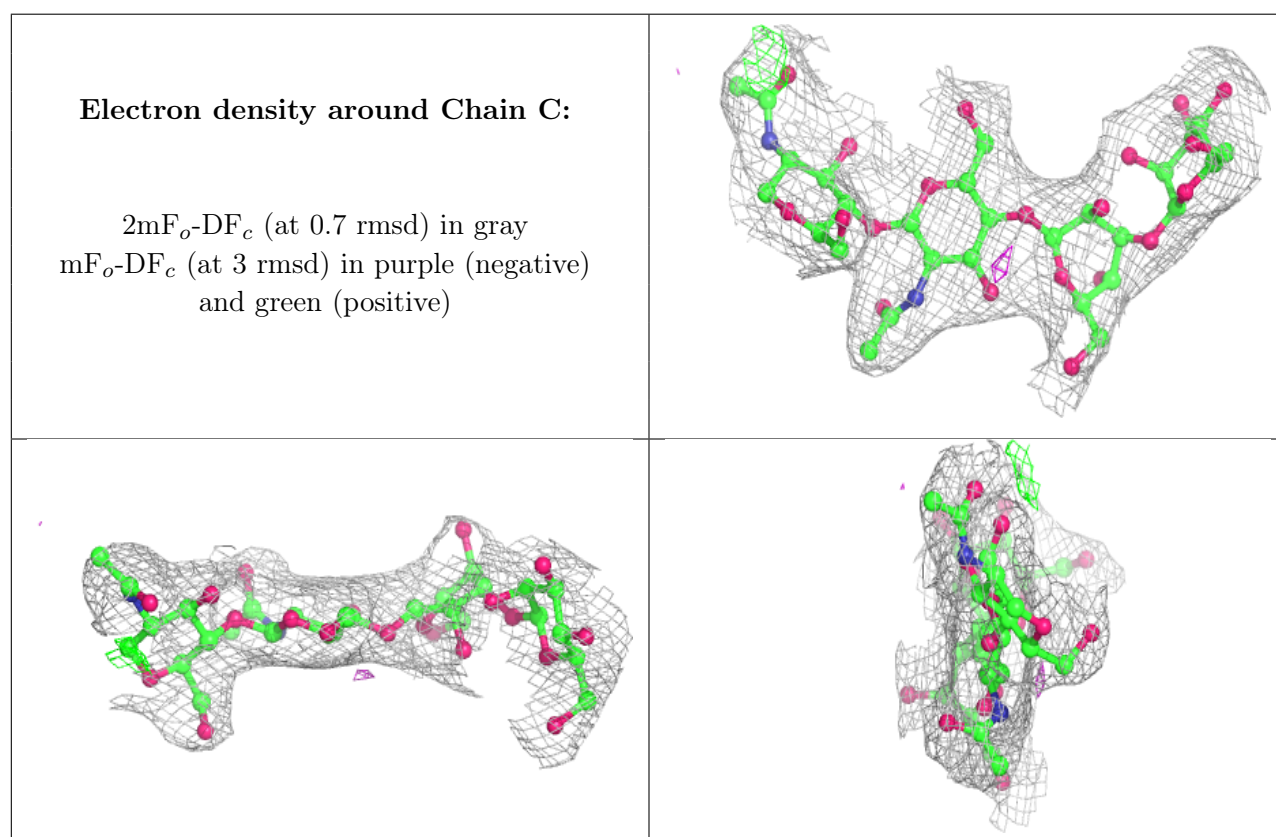 Electron density around Chain C:
2mFo-DFc (at 0.7 rmsd) in gray
mFo-DFc (at 3 rmsd) in purple (negative)
and green (positive)